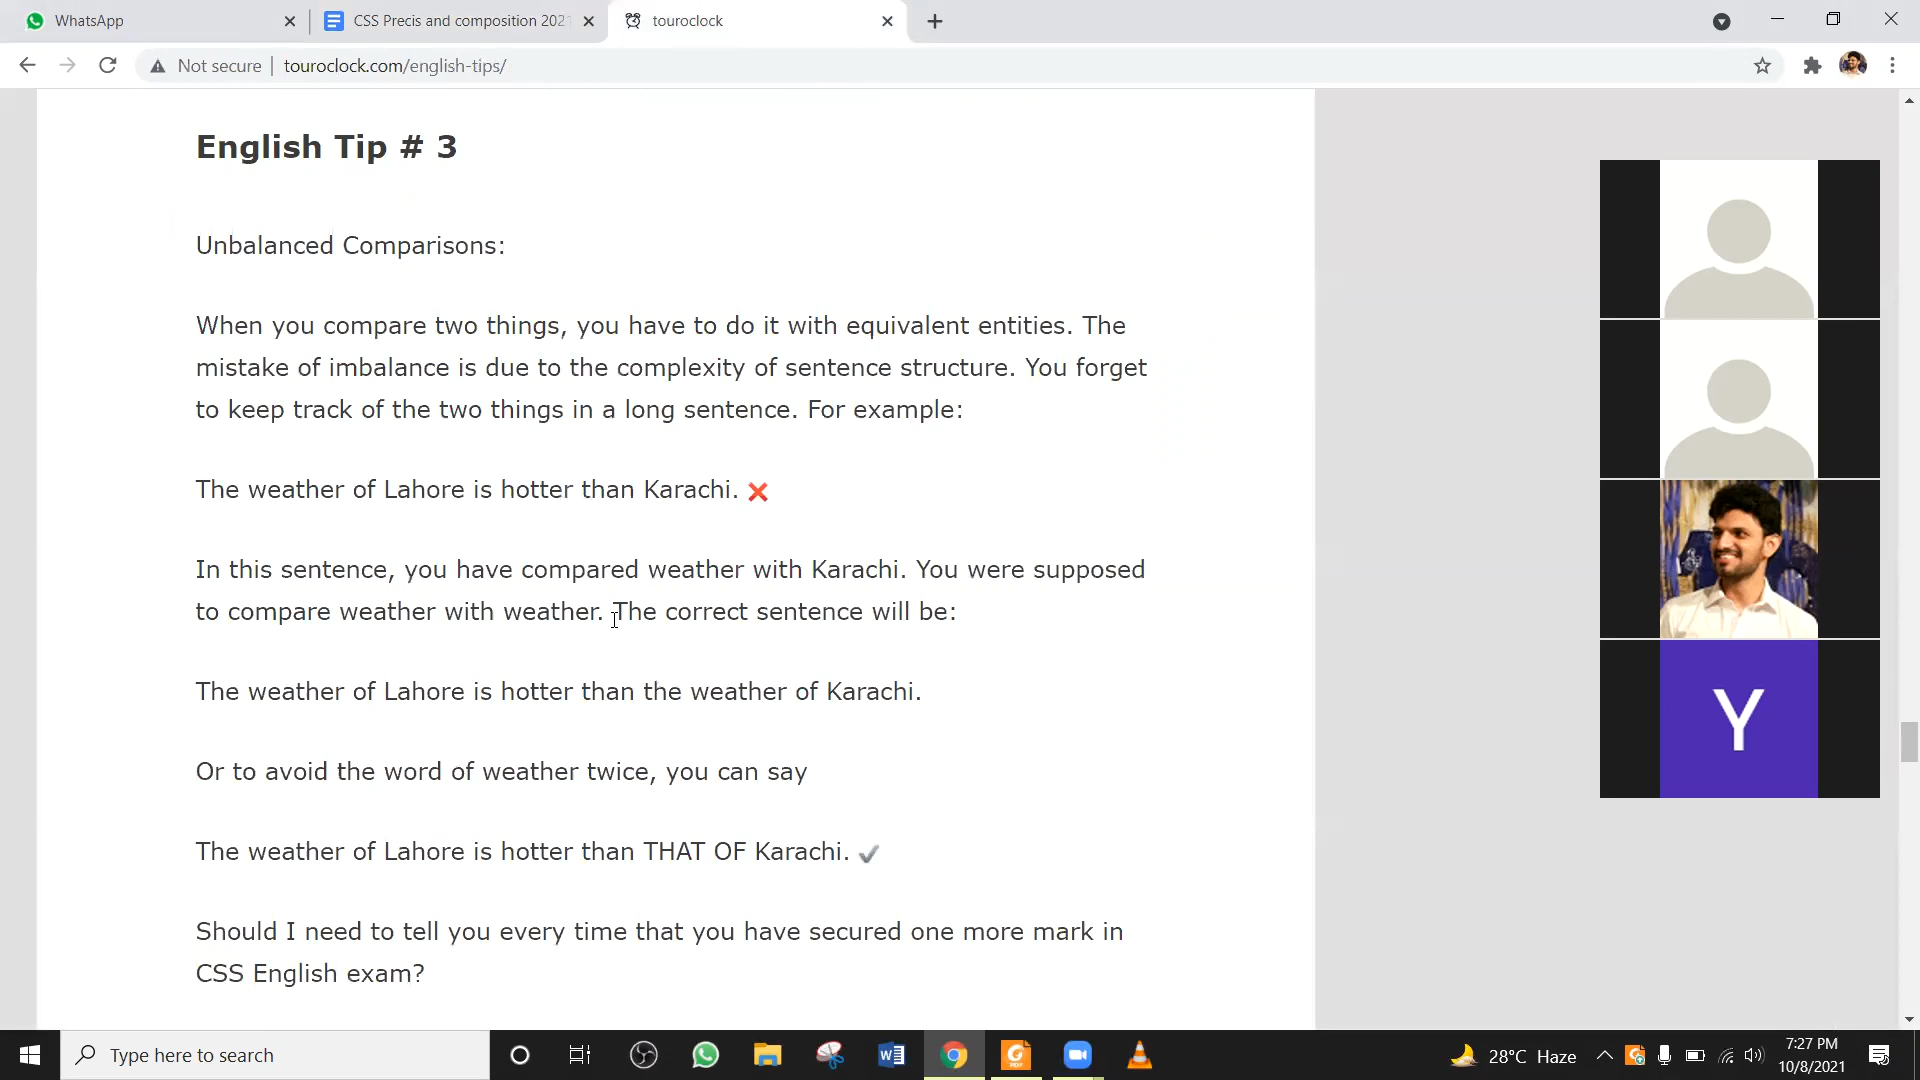 WhatsApp
CSS Precis and composition 2021
touroclock
Not secure
touroclock.com/english-tips/
English Tip # 3
Unbalanced Comparisons:
When you compare two things, you have to do it with equivalent entities. The
mistake of imbalance is due to the complexity of sentence structure. You forget
to keep track of the two things in a long sentence. For example:
The weather of Lahore is hotter than Karachi. ❌
In this sentence, you have compared weather with Karachi. You were supposed
to compare weather with weather. The correct sentence will be:
The weather of Lahore is hotter than the weather of Karachi.
Or to avoid the word of weather twice, you can say
The weather of Lahore is hotter than THAT OF Karachi. ✔
Should I need to tell you every time that you have secured one more mark in
CSS English exam?
Y
Type here to search
28°C Haze
7:27 PM
10/8/2021